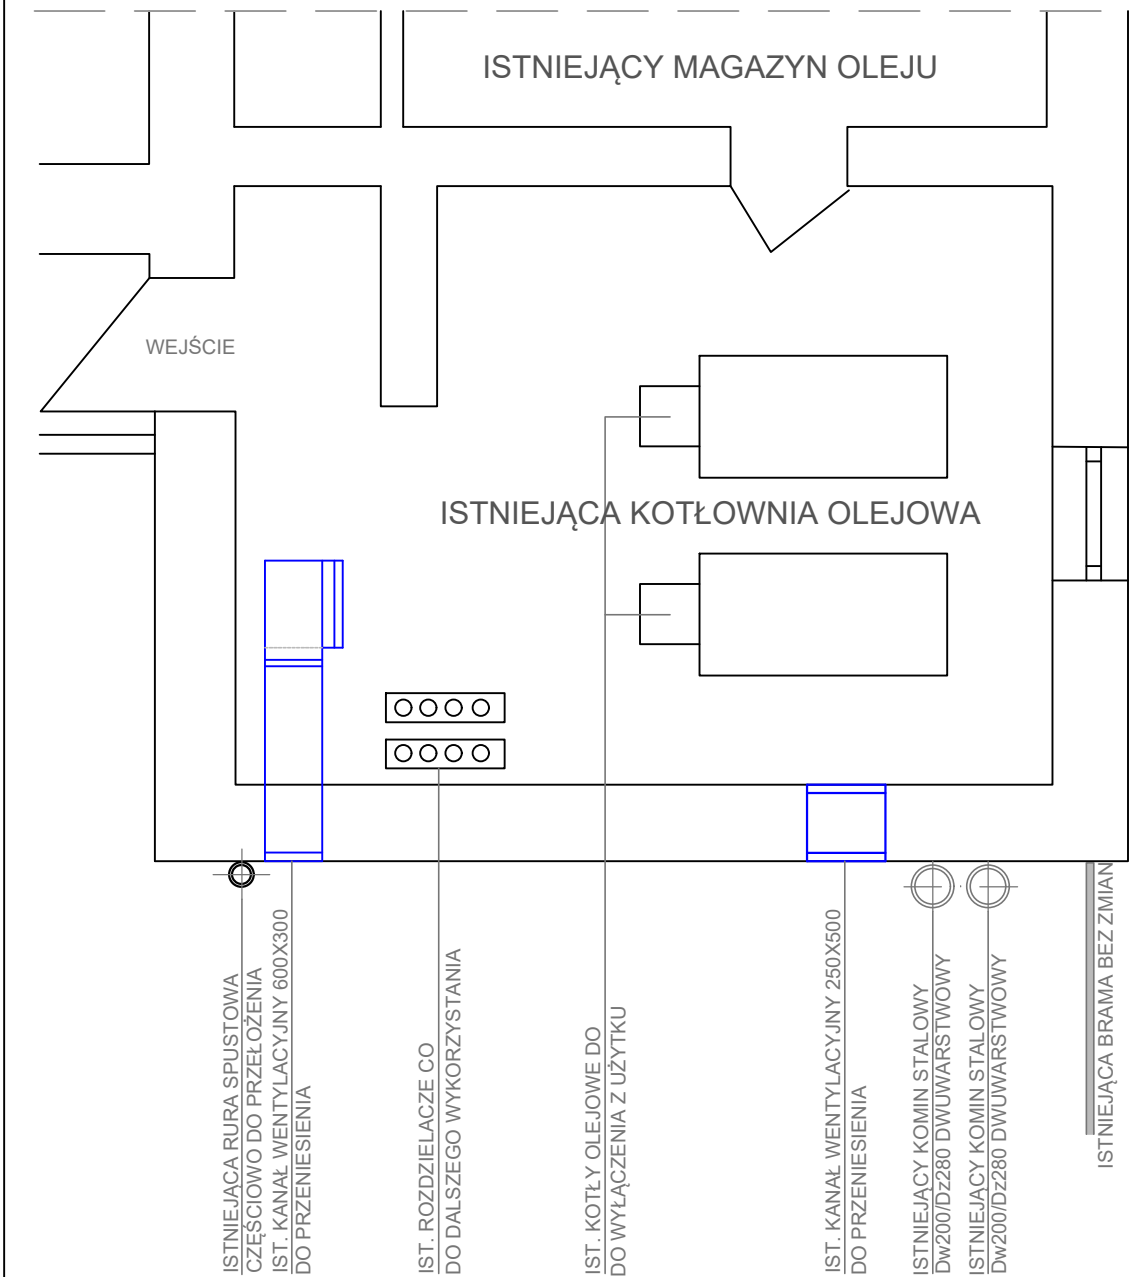 ISTNIEJĄCY MAGAZYN OLEJU
WEJŚCIE
ISTNIEJĄCA KOTŁOWNIA OLEJOWA
ISTNIEJĄCA RURA SPUSTOWA
CZĘŚCIOWO DO PRZEŁOŻENIA
IST. KANAŁ WENTYLACYJNY 600X300
DO PRZENIESIENIA
IST. ROZDZIELACZE CO
DO DALSZEGO WYKORZYSTANIA
IST. KOTŁY OLEJOWE DO
DO WYŁĄCZENIA Z UŻYTKU
IST. KANAŁ WENTYLACYJNY 250X500
DO PRZENIESIENIA
ISTNIEJĄCY KOMIN STALOWY
Dw200/Dz280 DWUWARSTWOWY
ISTNIEJĄCY KOMIN STALOWY
Dw200/Dz280 DWUWARSTWOWY
ISTNIEJĄCA BRAMA BEZ ZMIAN